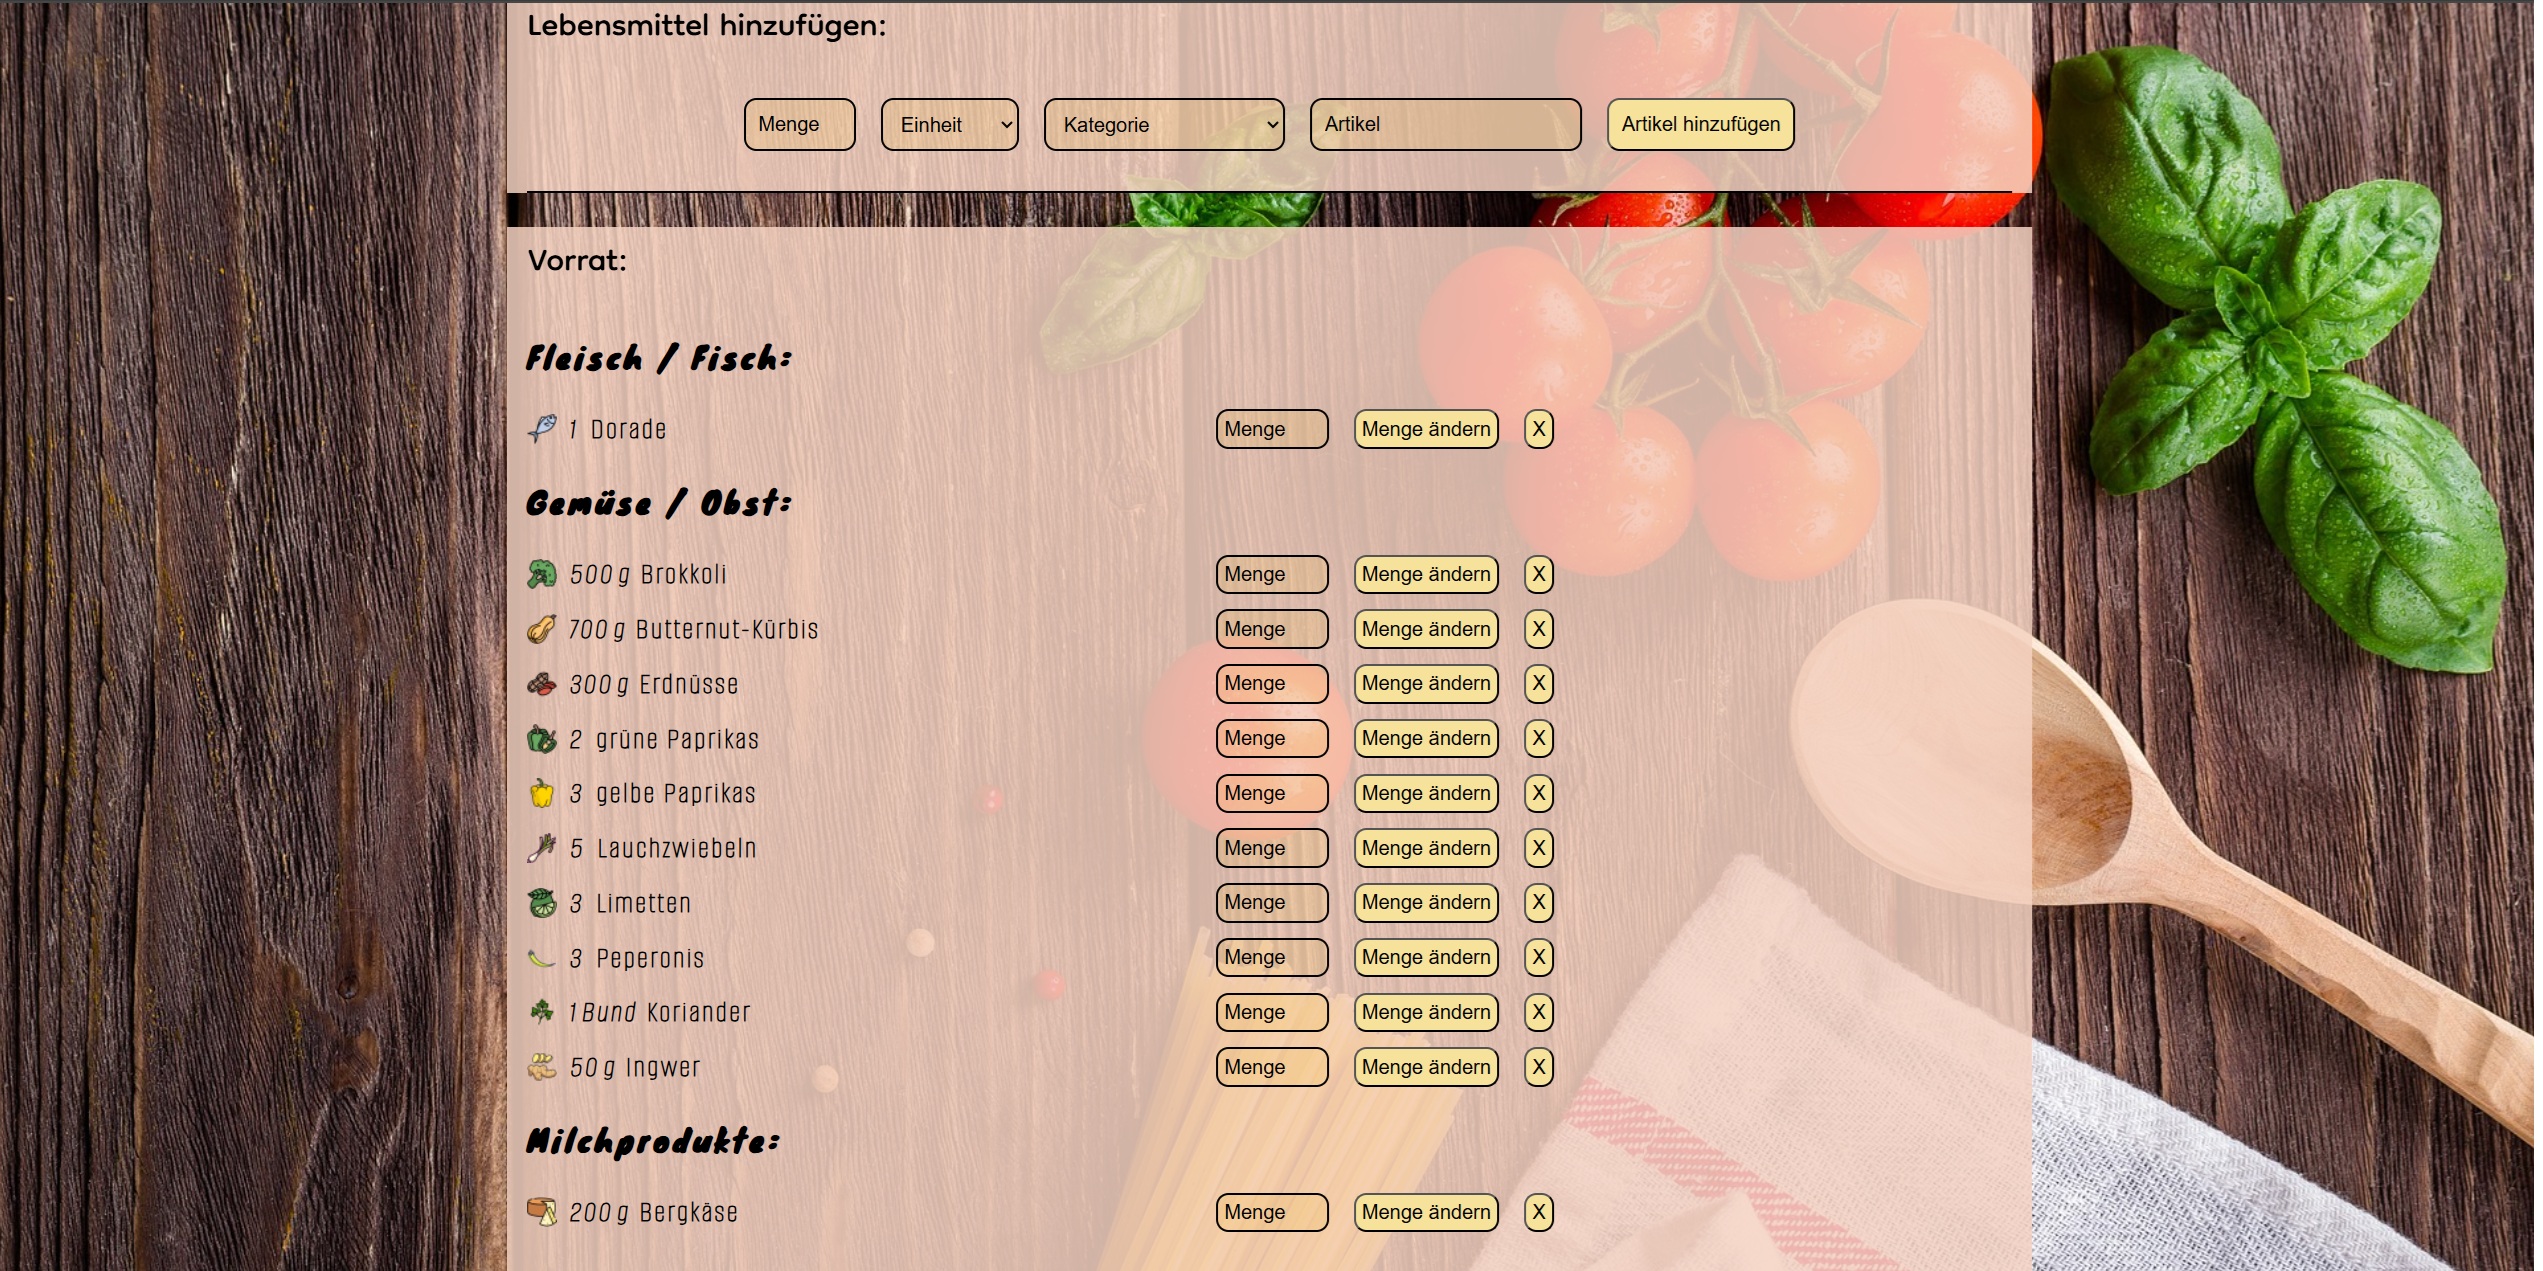 Lebensmittel hinzufügen:
Menge Einheit Kategorie Artikel Artikel hinzufügen
Vorrat:
Fleisch / Fisch:
1 Dorade Menge Menge ändern X
Gemüse / Obst:
500 g Brokkoli Menge Menge ändern X
700 g Butternut-Kürbis Menge Menge ändern X
300 g Erdnüsse Menge Menge ändern X
2 grüne Paprikas Menge Menge ändern X
3 gelbe Paprikas Menge Menge ändern X
5 Lauchzwiebeln Menge Menge ändern X
3 Limetten Menge Menge ändern X
3 Peperonis Menge Menge ändern X
1 Bund Koriander Menge Menge ändern X
50 g Ingwer Menge Menge ändern X
Milchprodukte:
200 g Bergkäse Menge Menge ändern X